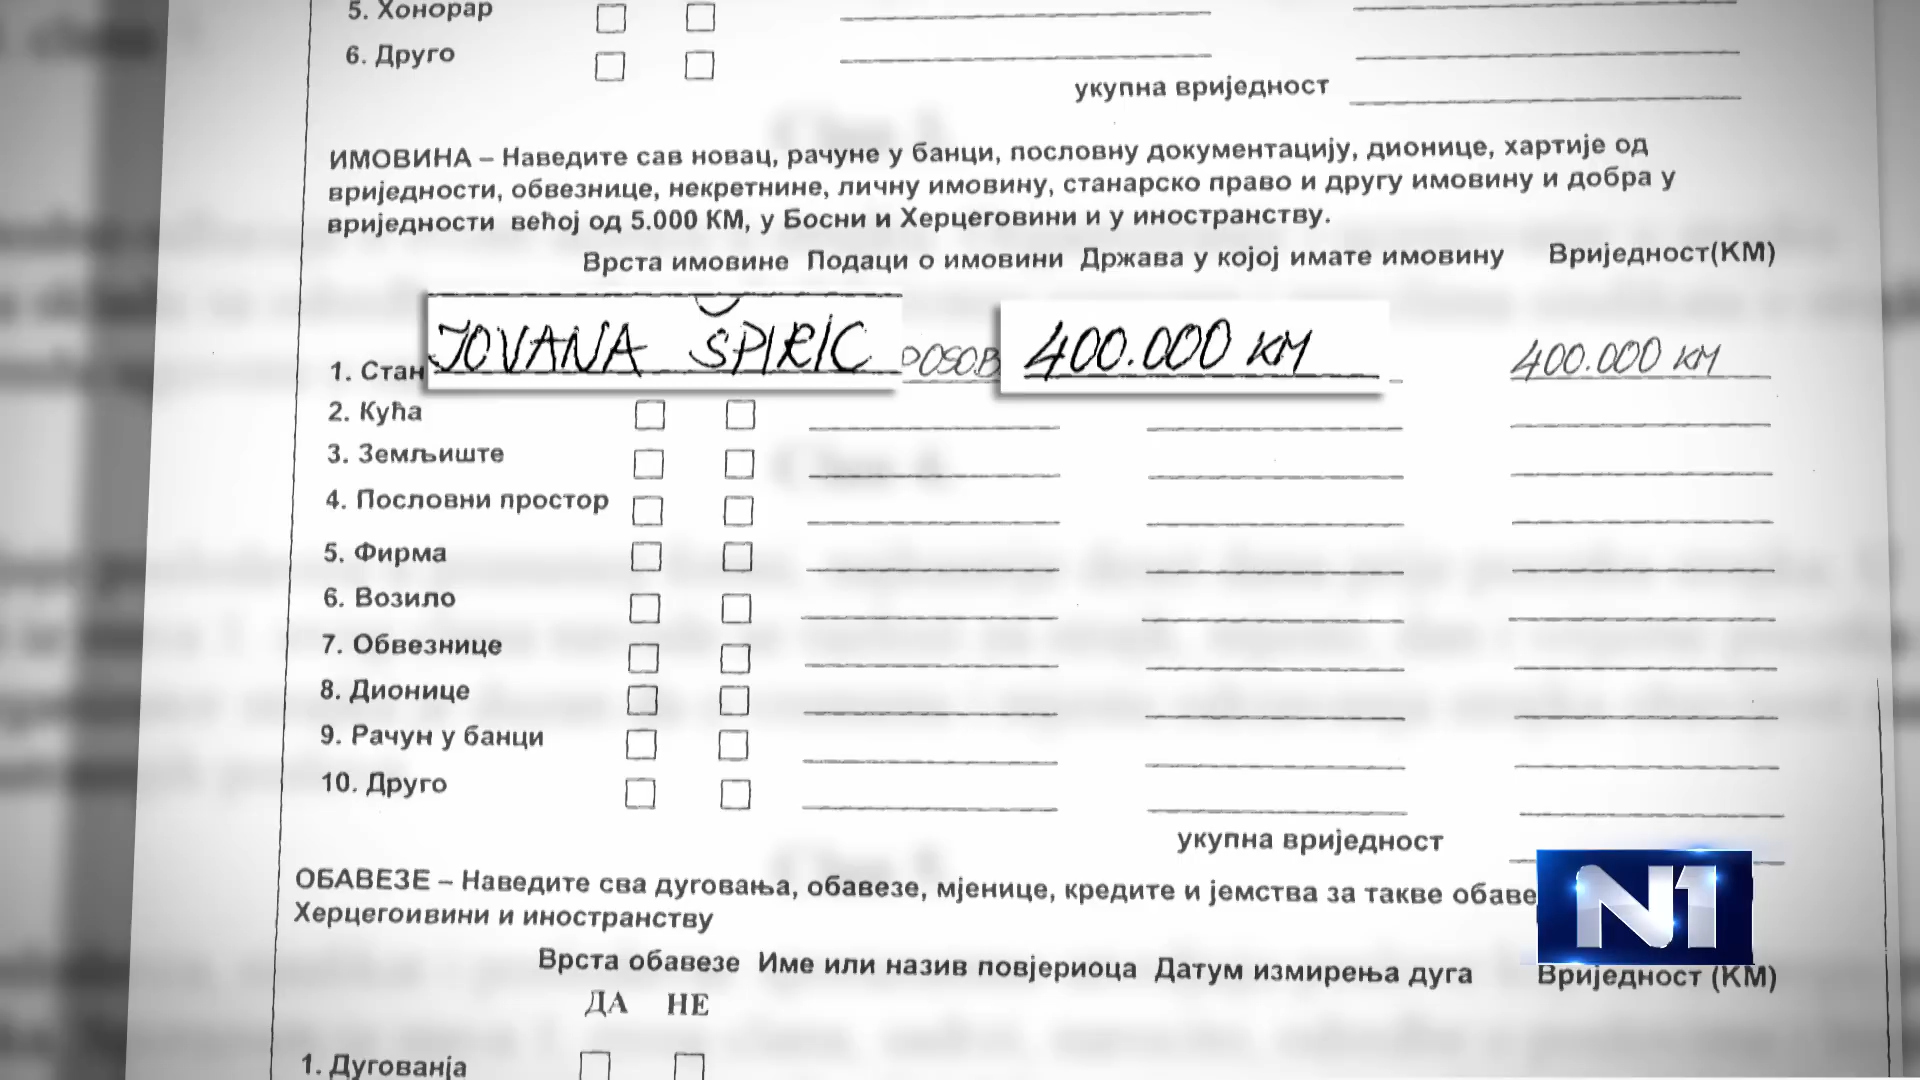 5. Хонорар
6. Друго
укупна вриједност
ИМОВИНА – Наведите сав новац, рачуне у банци, пословну документацију, дионице, хартије од
вриједности, обвезнице, некретнине, личну имовину, станарско право и другу имовину и добра у
вриједности већој од 5.000 КМ, у Босни и Херцеговини и у иностранству.
Врста имовине Подаци о имовини Држава у којој имате имовину Вриједност(КМ)
1. Стан JOVANA ŠPIRIC POSOB 400.000 KM 400.000 KM
2. Кућа
3. Земљиште
4. Пословни простор
5. Фирма
6. Возило
7. Обвезнице
8. Дионице
9. Рачун у банци
10. Друго
укупна вриједност
ОБАВЕЗЕ – Наведите сва дуговања, обавезе, мјенице, кредите и јемства за такве обаве
Херцегоивини и иностранству
N1
Врста обавезе Име или назив повјериоца Датум измирења дуга Вриједност (КМ)
ДА НЕ
1. Дуговања